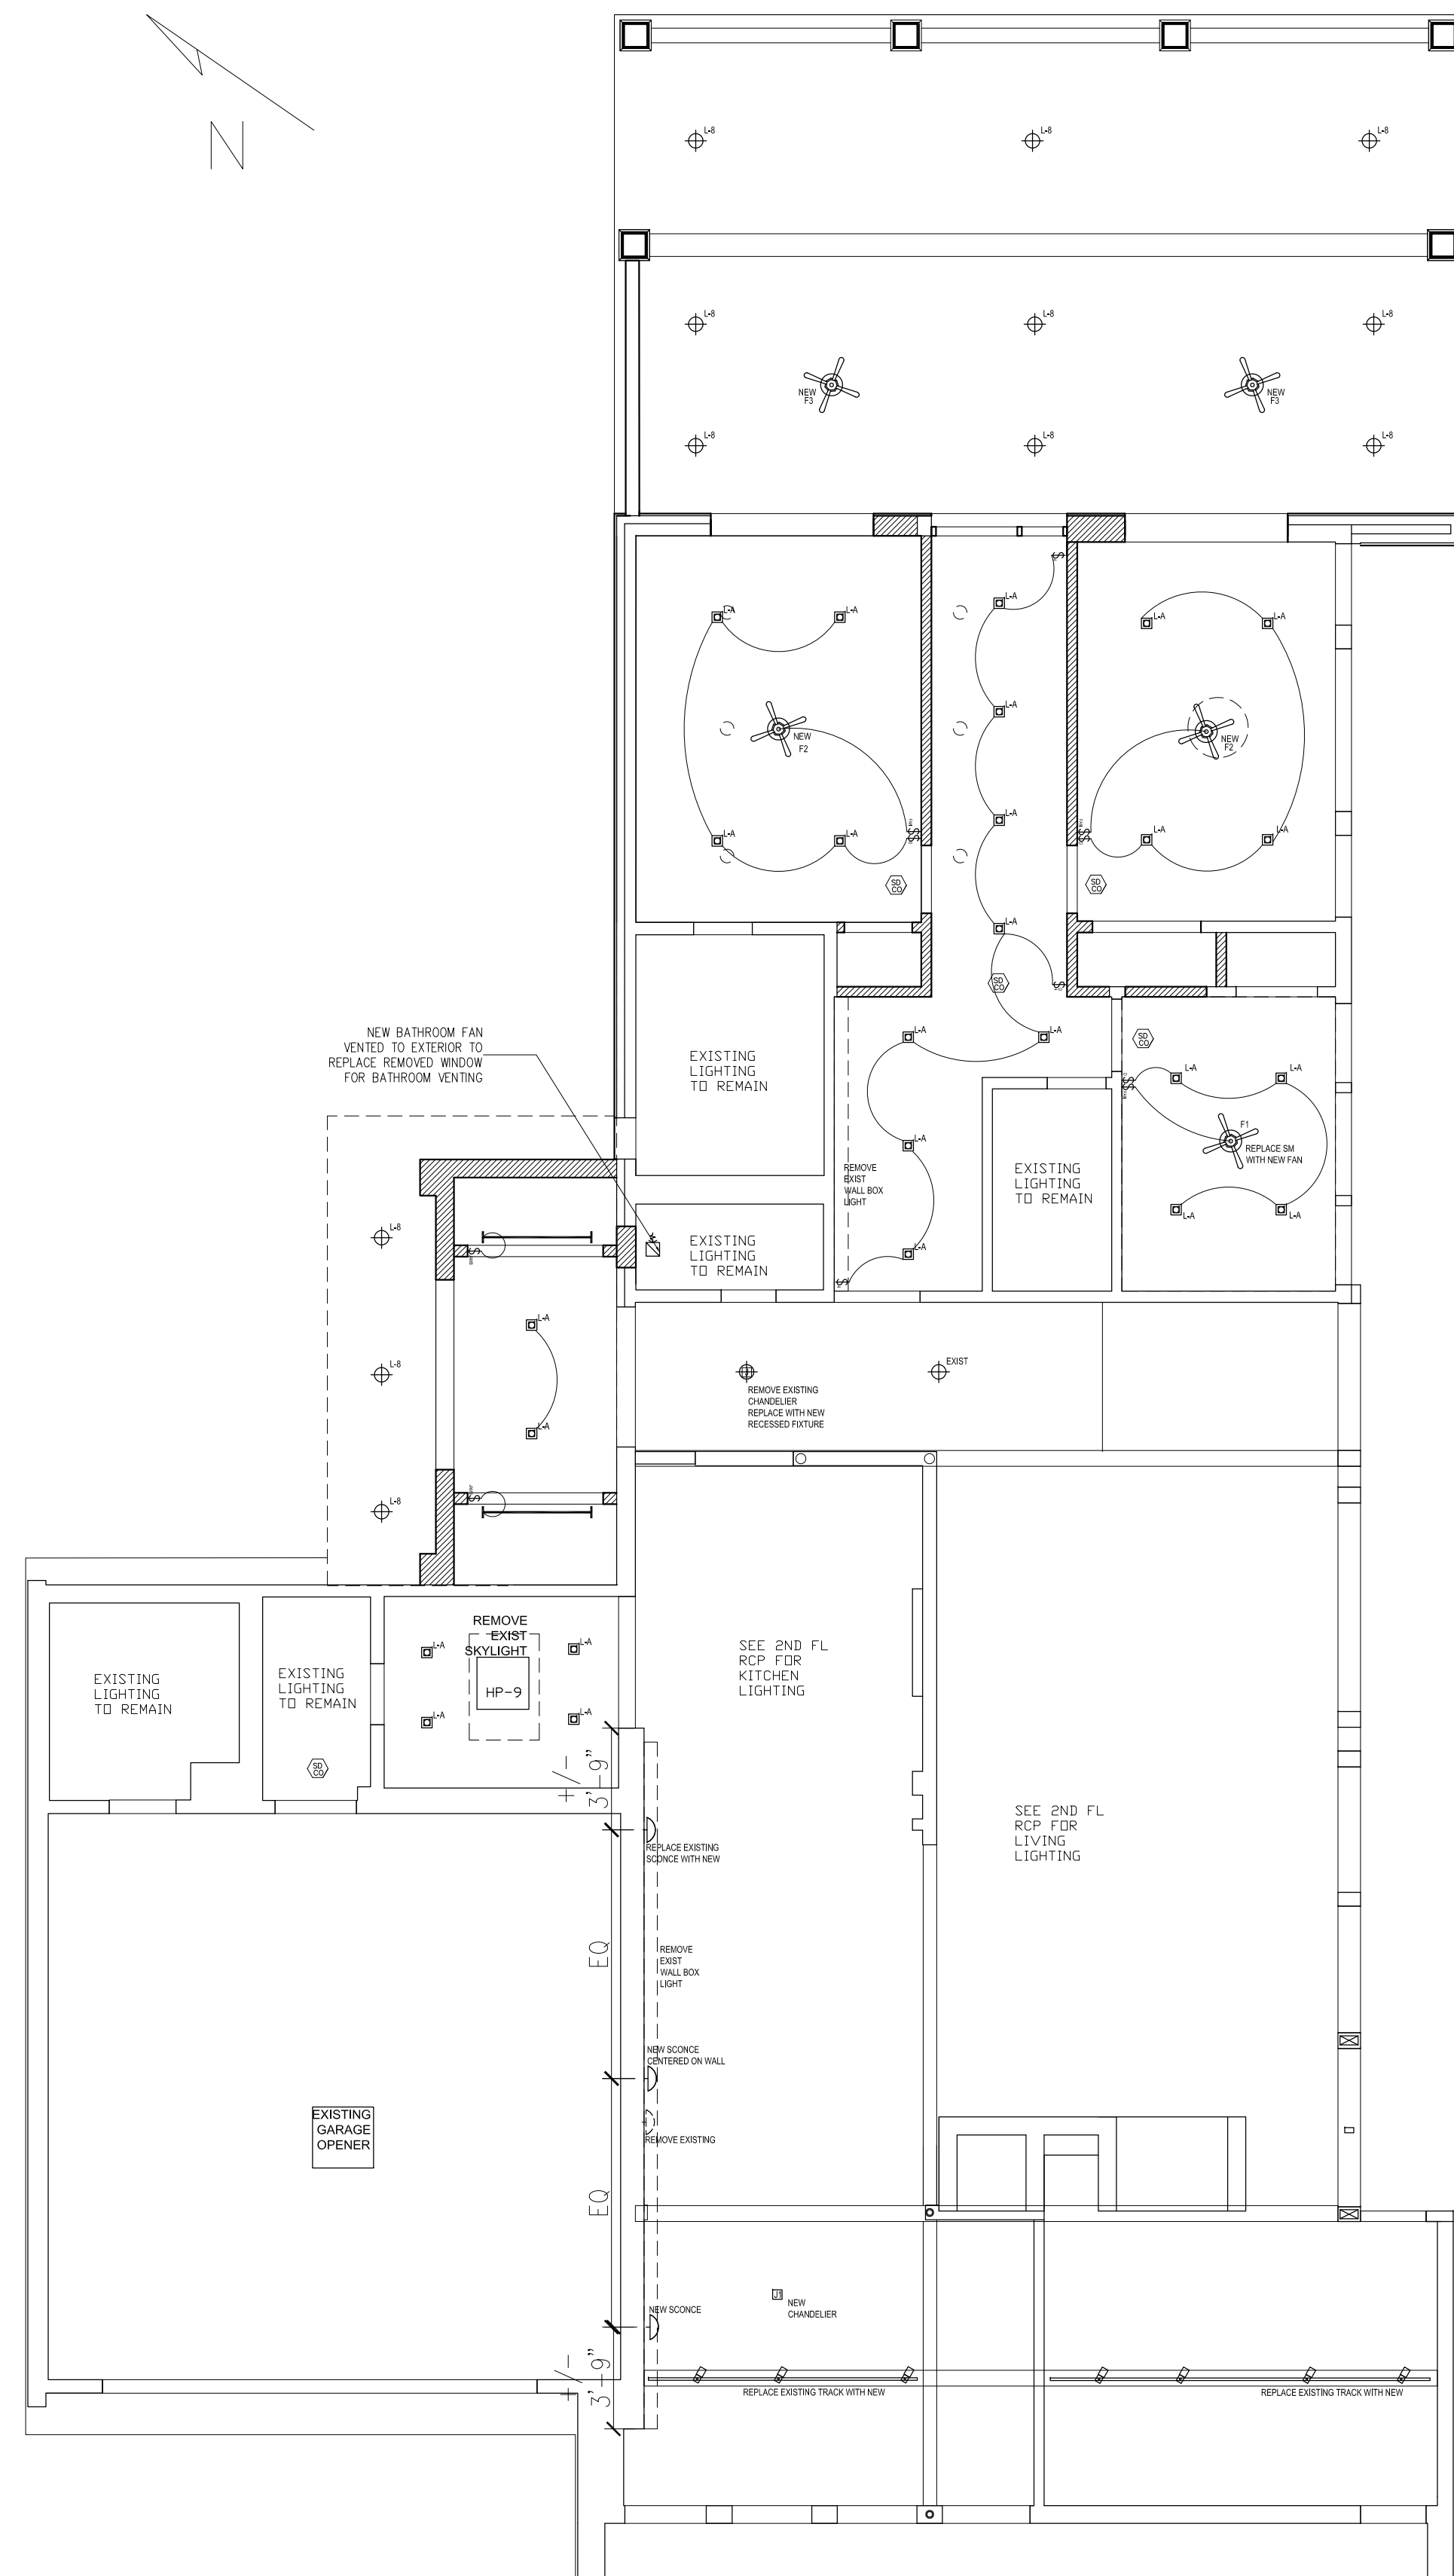 N
L-8
L-8
L-8
L-8
L-8
L-8
NEW
F3
NEW
F3
L-8
L-8
L-8
$
L-A
L-A
L-A
L-A
L-A
L-A
NEW
F2
NEW
F2
L-A
$$
$$
L-A
L-A
L-A
L-A
L-A
SD
CO
SD
CO
L-A
SD
CO
$
NEW BATHROOM FAN
VENTED TO EXTERIOR TO
REPLACE REMOVED WINDOW
FOR BATHROOM VENTING
EXISTING
LIGHTING
TO REMAIN
L-A
L-A
SD
CO
L-A
L-A
$$
F1
REPLACE SM
WITH NEW FAN
L-A
REMOVE
EXIST
WALL BOX
LIGHT
EXISTING
LIGHTING
TO REMAIN
L-A
L-A
L-8
EXISTING
LIGHTING
TO REMAIN
L-A
$
$
L-A
L-8
EXIST
REMOVE EXISTING
CHANDELIER
REPLACE WITH NEW
RECESSED FIXTURE
L-A
$
L-8
REMOVE
EXIST
SKYLIGHT
HP-9
L-A
L-A
L-A
L-A
EXISTING
LIGHTING
TO REMAIN
EXISTING
LIGHTING
TO REMAIN
SD
CO
SEE 2ND FL
RCP FOR
KITCHEN
LIGHTING
+/-
3'-9"
SEE 2ND FL
RCP FOR
LIVING
LIGHTING
REPLACE EXISTING
SCONCE WITH NEW
EQ
REMOVE
EXIST
WALL BOX
LIGHT
NEW SCONCE
CENTERED ON WALL
REMOVE EXISTING
EXISTING
GARAGE
OPENER
EQ
J1
NEW
CHANDELIER
NEW SCONCE
+/-
3'-9"
REPLACE EXISTING TRACK WITH NEW
REPLACE EXISTING TRACK WITH NEW